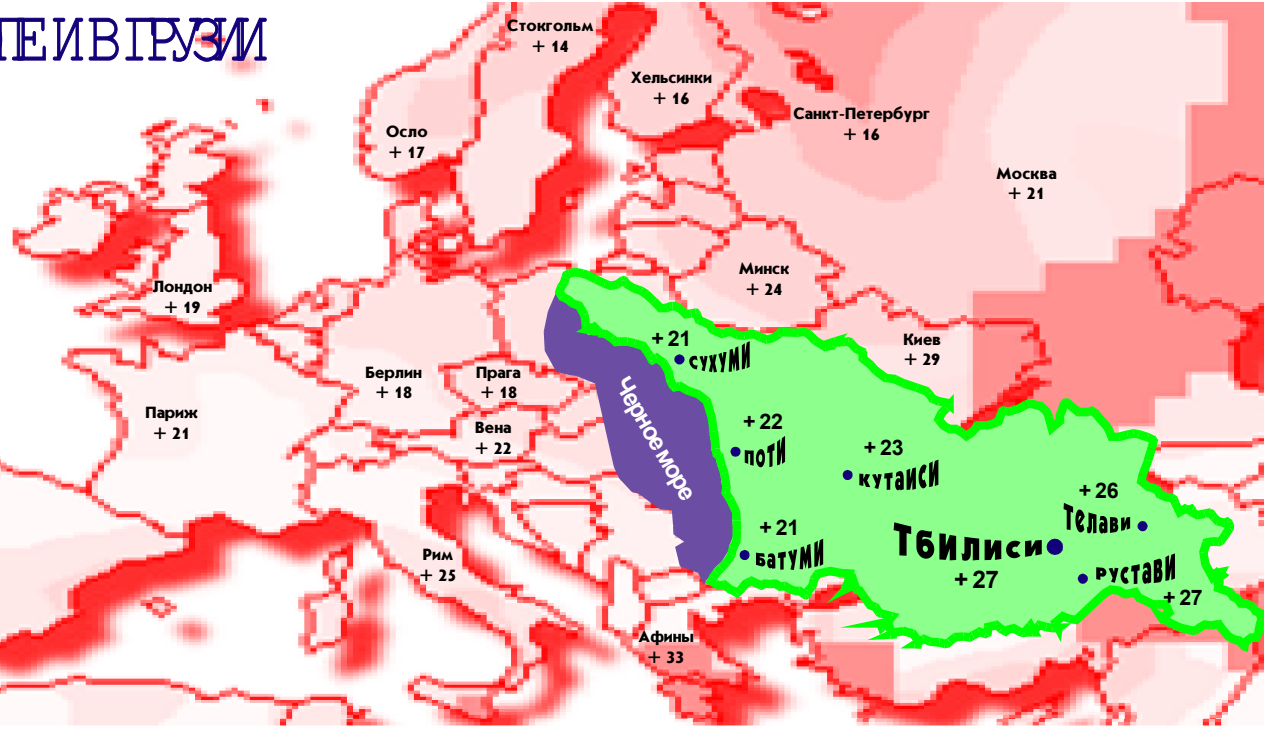 ПЕ И В ГРУЗИИ
Стокгольм
+ 14
Хельсинки
+ 16
Санкт-Петербург
+ 16
Осло
+ 17
Москва
+ 21
Минск
+ 24
Лондон
+ 19
+ 21
СУХУМИ
Киев
+ 29
Берлин
+ 18
Прага
+ 18
Черное море
Париж
+ 21
Вена
+ 22
+ 22
ПОТИ
+ 23
КУТАИСИ
+ 26
Телави
+ 21
БАТУМИ
Тбилиси
+ 27
РУСТАВИ
+ 27
Рим
+ 25
Афины
+ 33